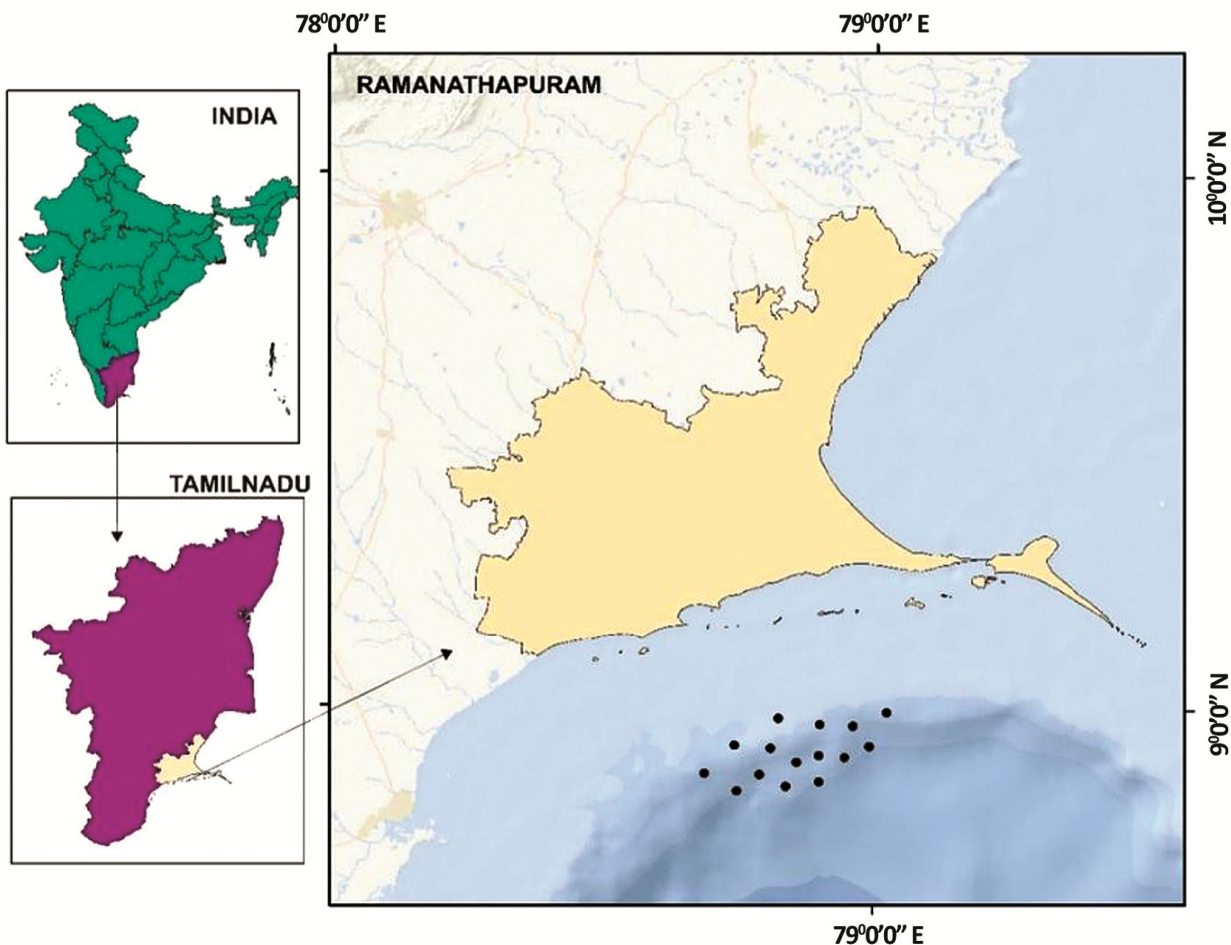 78⁰0'0" E
79⁰0'0" E
RAMANATHAPURAM
INDIA
10⁰0'0" N
TAMILNADU
9⁰0'0" N
79⁰0'0" E